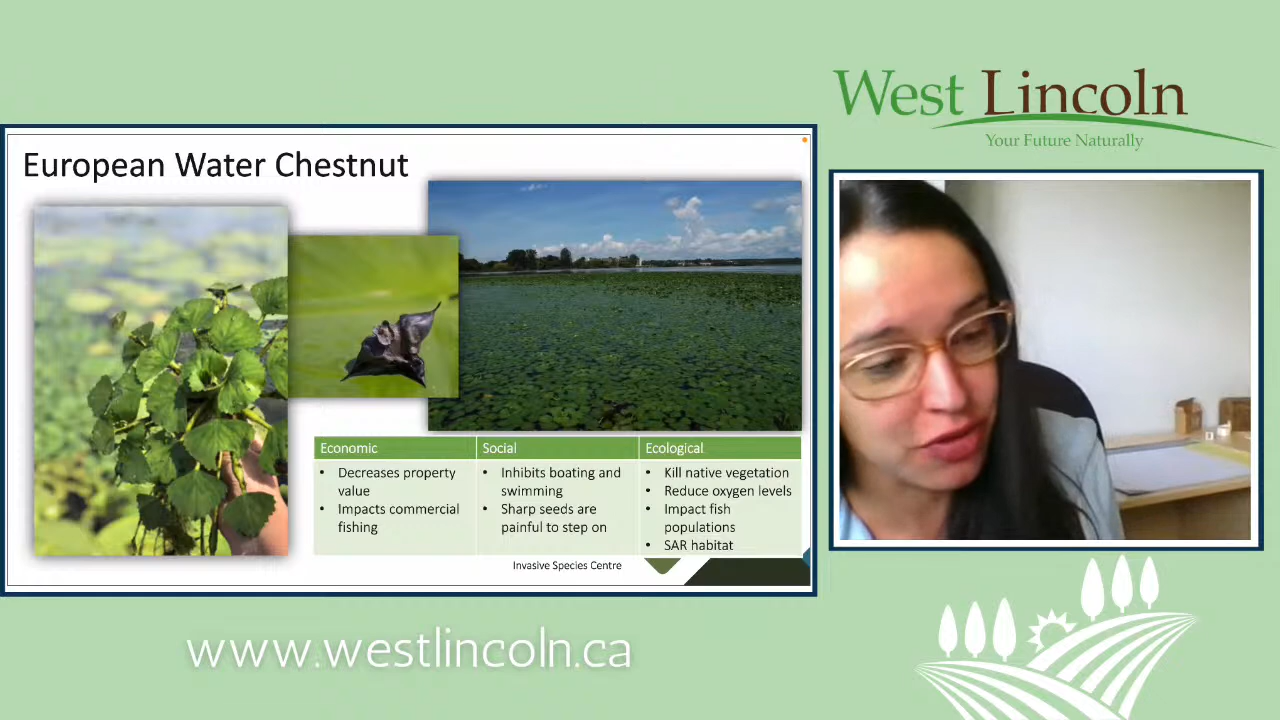 West Lincoln
Your Future Naturally
European Water Chestnut
Economic
• Decreases property
value
• Impacts commercial
fishing
Social
• Inhibits boating and
swimming
• Sharp seeds are
painful to step on
Ecological
• Kill native vegetation
• Reduce oxygen levels
• Impact fish
populations
• SAR habitat
Invasive Species Centre
www.westlincoln.ca